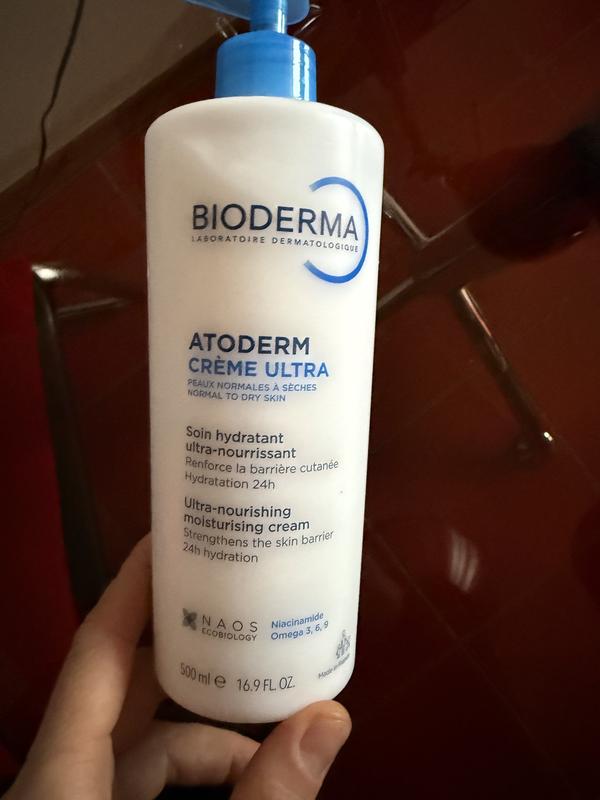 BIODERMA
LABORATOIRE DERMATOLOGIQUE
ATODERM
CRÈME ULTRA
PEAUX NORMALES À SÈCHES
NORMAL TO DRY SKIN
Soin hydratant
ultra-nourrissant
Renforce la barrière cutanée
Hydratation 24h
Ultra-nourishing
moisturising cream
Strengthens the skin barrier
24h hydration
NAOS
ECOBIOLOGY
Niacinamide
Omega 3, 6, 9
500 ml ℮ 16.9 FL. OZ.
Made in